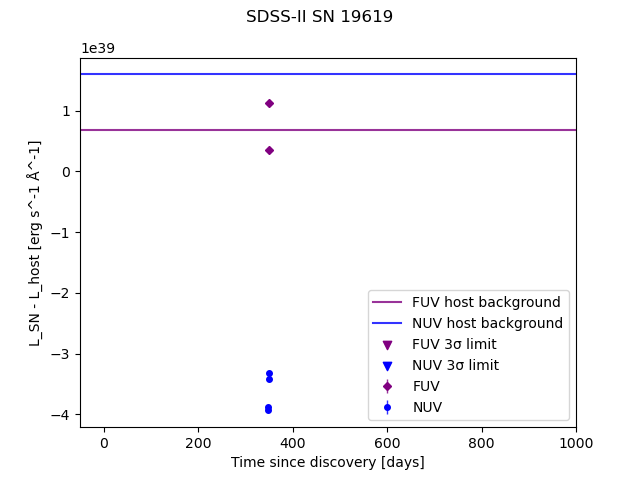 SDSS-II SN 19619
1e39
L_SN - L_host [erg s^-1 Å^-1]
1
0
−1
−2
−3
−4
FUV host background
NUV host background
FUV 3σ limit
NUV 3σ limit
FUV
NUV
0 200 400 600 800 1000
Time since discovery [days]